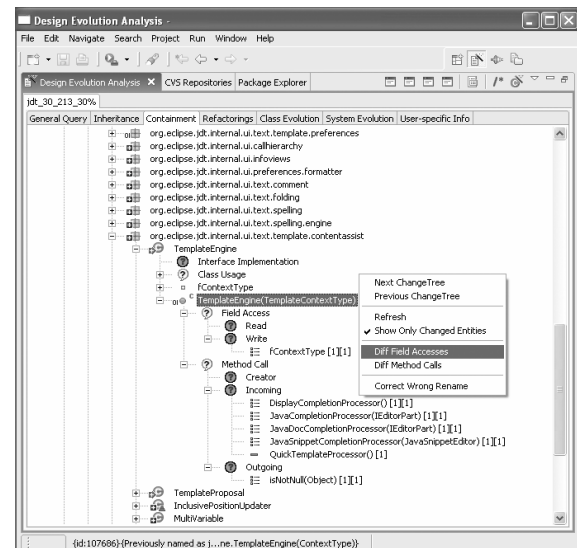 Design Evolution Analysis -
File Edit Navigate Search Project Run Window Help
Design Evolution Analysis CVS Repositories Package Explorer
jdt_30_213_30%
General Query Inheritance Containment Refactorings Class Evolution System Evolution User-specific Info
org.eclipse.jdt.internal.ui.text.template.preferences
org.eclipse.jdt.internal.ui.callhierarchy
org.eclipse.jdt.internal.ui.infoviews
org.eclipse.jdt.internal.ui.preferences.formatter
org.eclipse.jdt.internal.ui.text.comment
org.eclipse.jdt.internal.ui.text.folding
org.eclipse.jdt.internal.ui.text.spelling
org.eclipse.jdt.internal.ui.text.spelling.engine
org.eclipse.jdt.internal.ui.text.template.contentassist
TemplateEngine
Interface Implementation
Class Usage
fContextType
TemplateEngine(TemplateContextType)
Field Access
Read
Write
fContextType [1][1]
Method Call
Creator
Incoming
DisplayCompletionProcessor() [1][1]
JavaCompletionProcessor(IEditorPart) [1][1]
JavaDocCompletionProcessor(IEditorPart) [1][1]
JavaSnippetCompletionProcessor(JavaSnippetEditor) [1][1]
QuickTemplateProcessor() [1]
Outgoing
isNotNull(Object) [1][1]
TemplateProposal
InclusivePositionUpdater
MultiVariable
Next ChangeTree
Previous ChangeTree
Refresh
Show Only Changed Entities
Diff Field Accesses
Diff Method Calls
Correct Wrong Rename
{id:107686}{Previously named as j...ne.TemplateEngine(ContextType)}